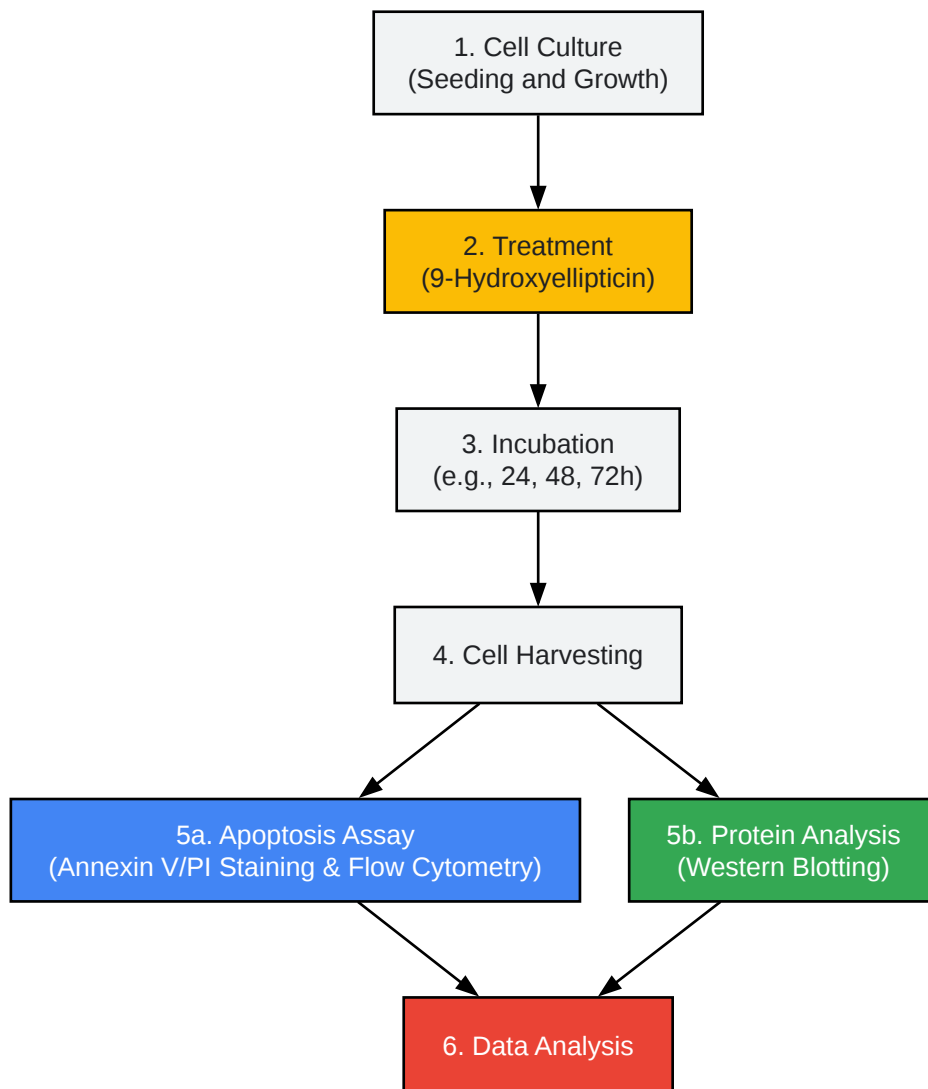 1. Cell Culture
(Seeding and Growth)
2. Treatment
(9-Hydroxyellipticin)
3. Incubation
(e.g., 24, 48, 72h)
4. Cell Harvesting
5a. Apoptosis Assay
(Annexin V/PI Staining & Flow Cytometry)
5b. Protein Analysis
(Western Blotting)
6. Data Analysis